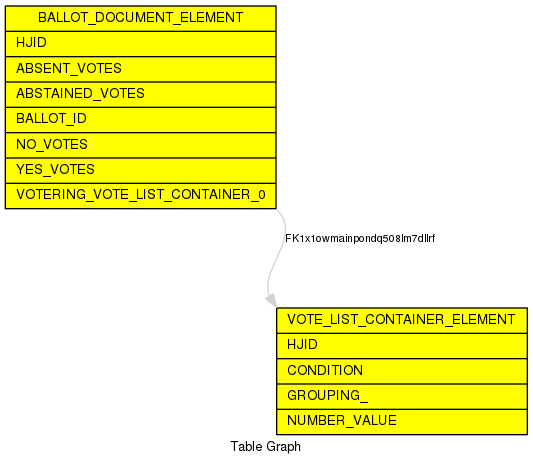 BALLOT_DOCUMENT_ELEMENT
HJID
ABSENT_VOTES
ABSTAINED_VOTES
BALLOT_ID
NO_VOTES
YES_VOTES
VOTERING_VOTE_LIST_CONTAINER_0
FK1x1owmainpondq508lm7dllrf
VOTE_LIST_CONTAINER_ELEMENT
HJID
CONDITION
GROUPING_
NUMBER_VALUE
Table Graph